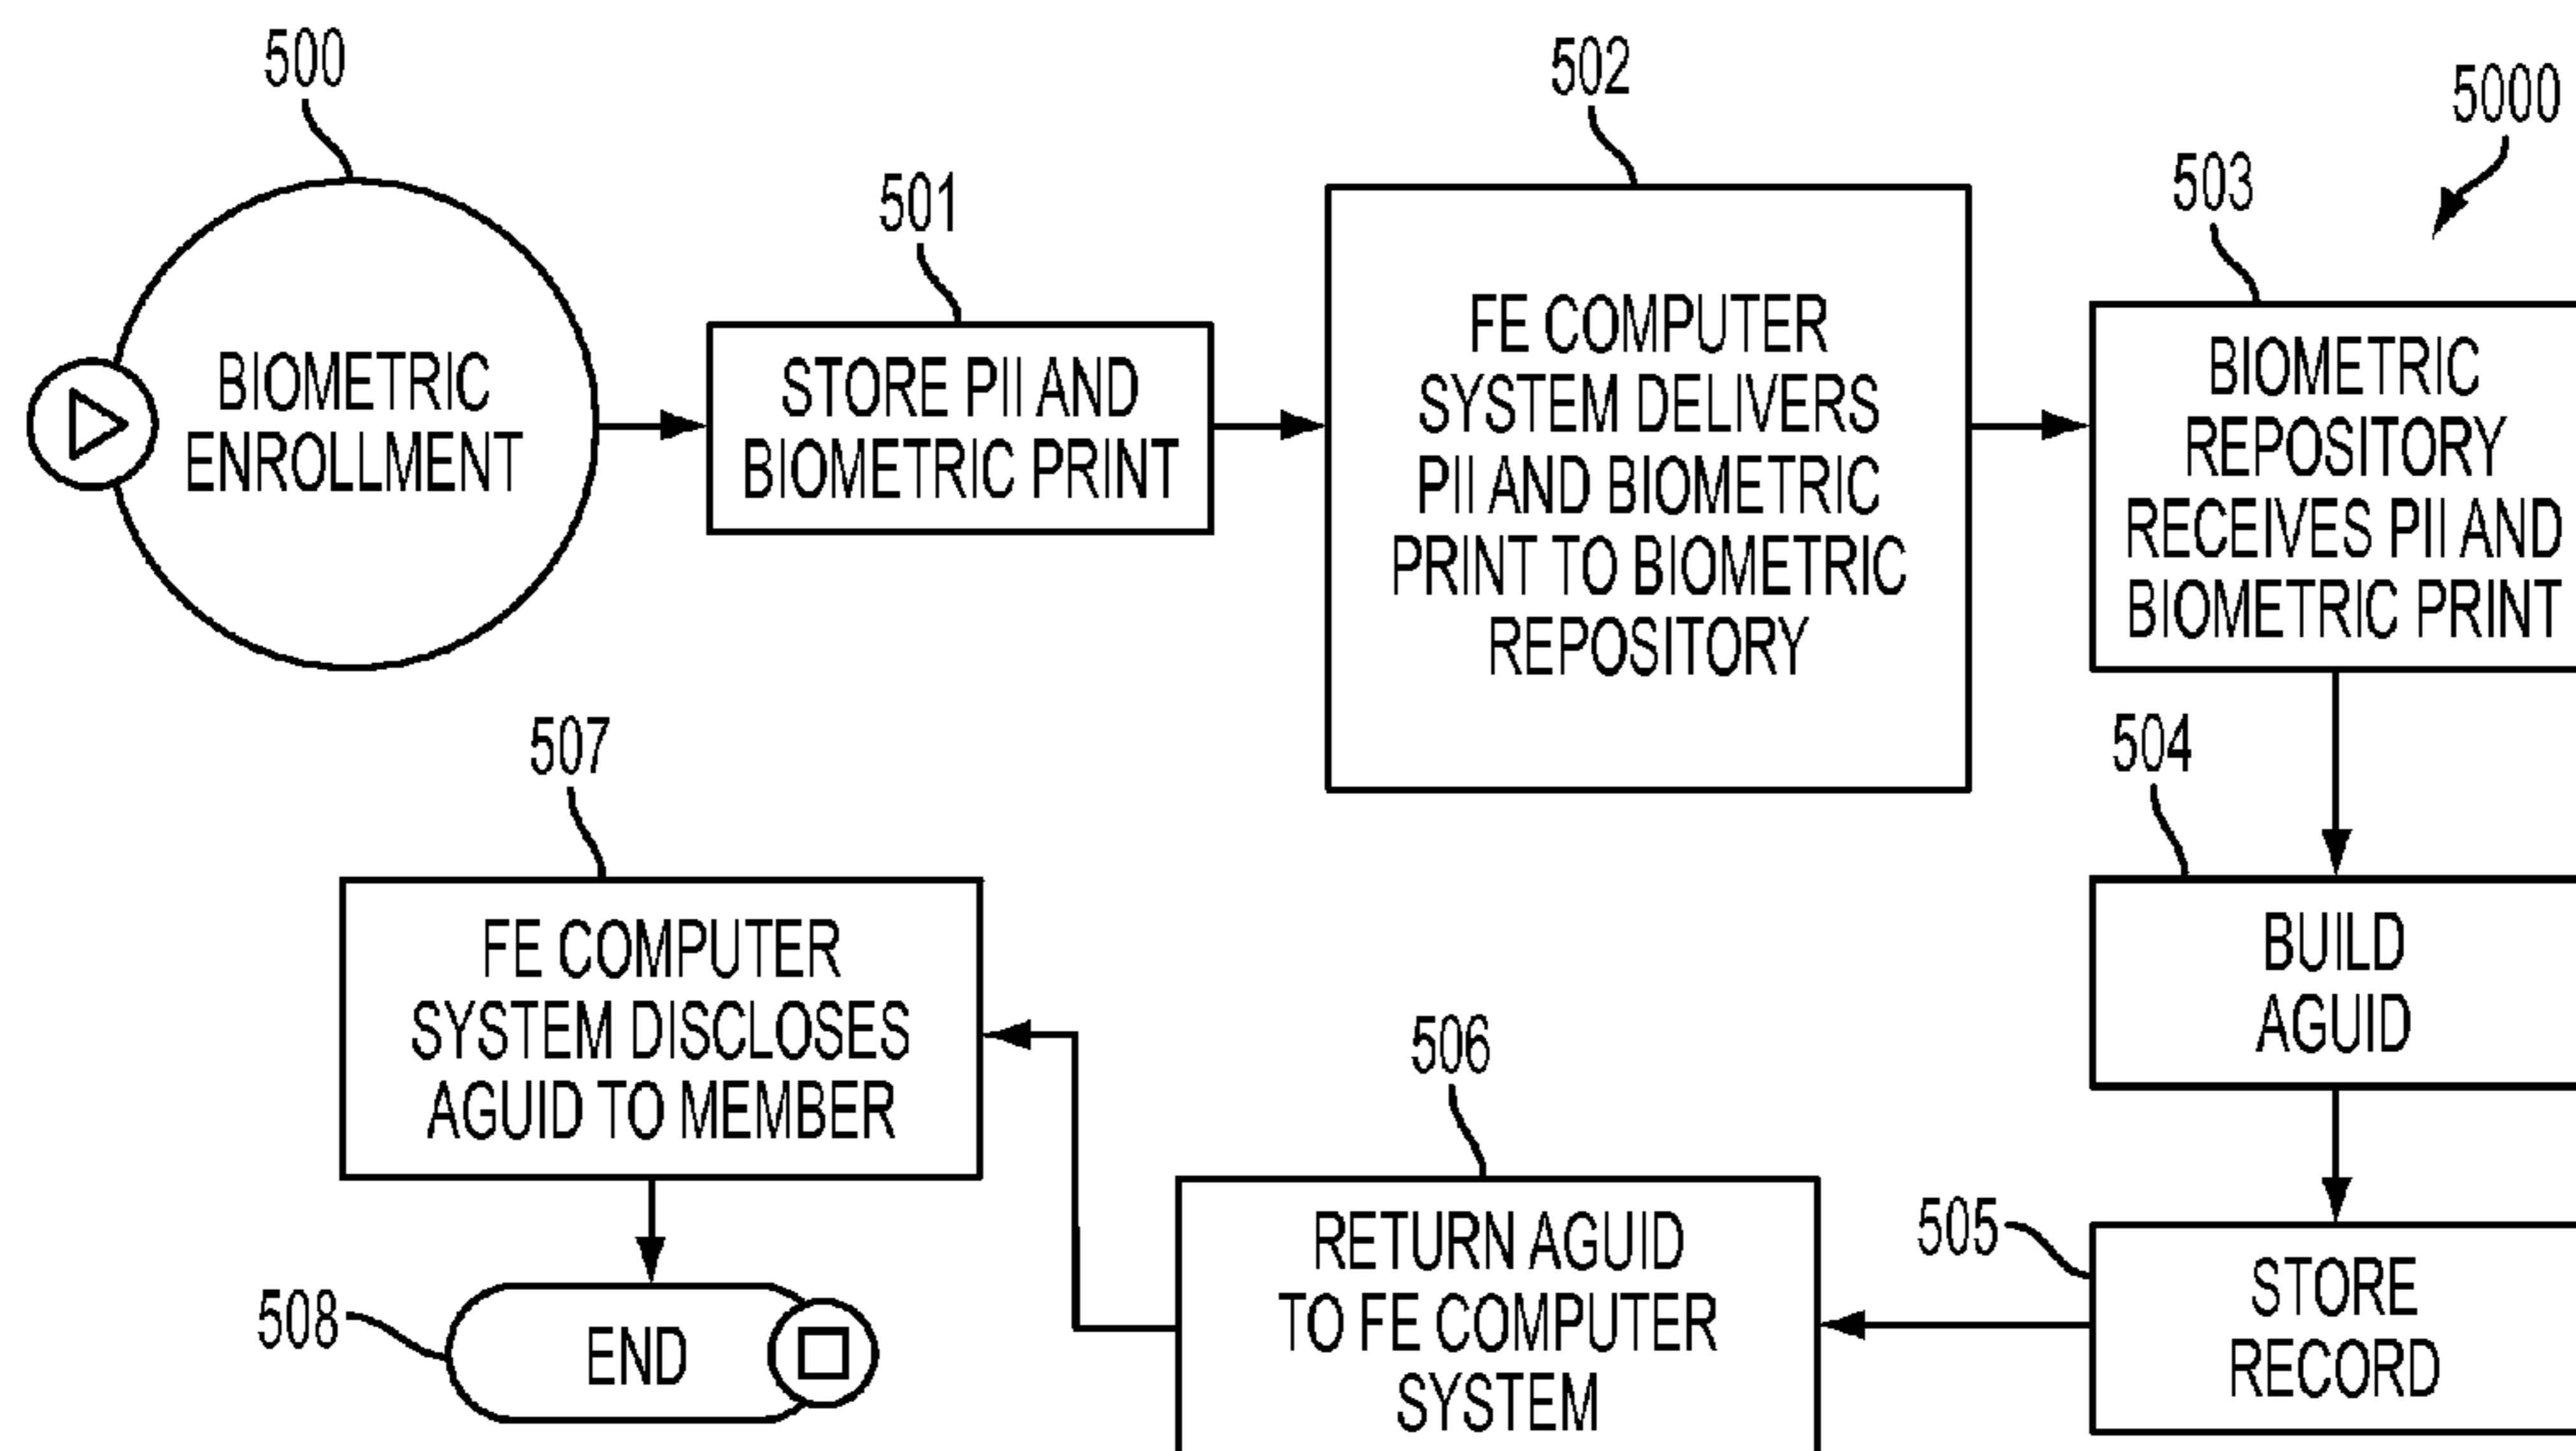 500
BIOMETRIC
ENROLLMENT
501
STORE PII AND
BIOMETRIC PRINT
502
FE COMPUTER
SYSTEM DELIVERS
PII AND BIOMETRIC
PRINT TO BIOMETRIC
REPOSITORY
5000
503
BIOMETRIC
REPOSITORY
RECEIVES PII AND
BIOMETRIC PRINT
504
BUILD
AGUID
505
STORE
RECORD
506
RETURN AGUID
TO FE COMPUTER
SYSTEM
507
FE COMPUTER
SYSTEM DISCLOSES
AGUID TO MEMBER
508
END